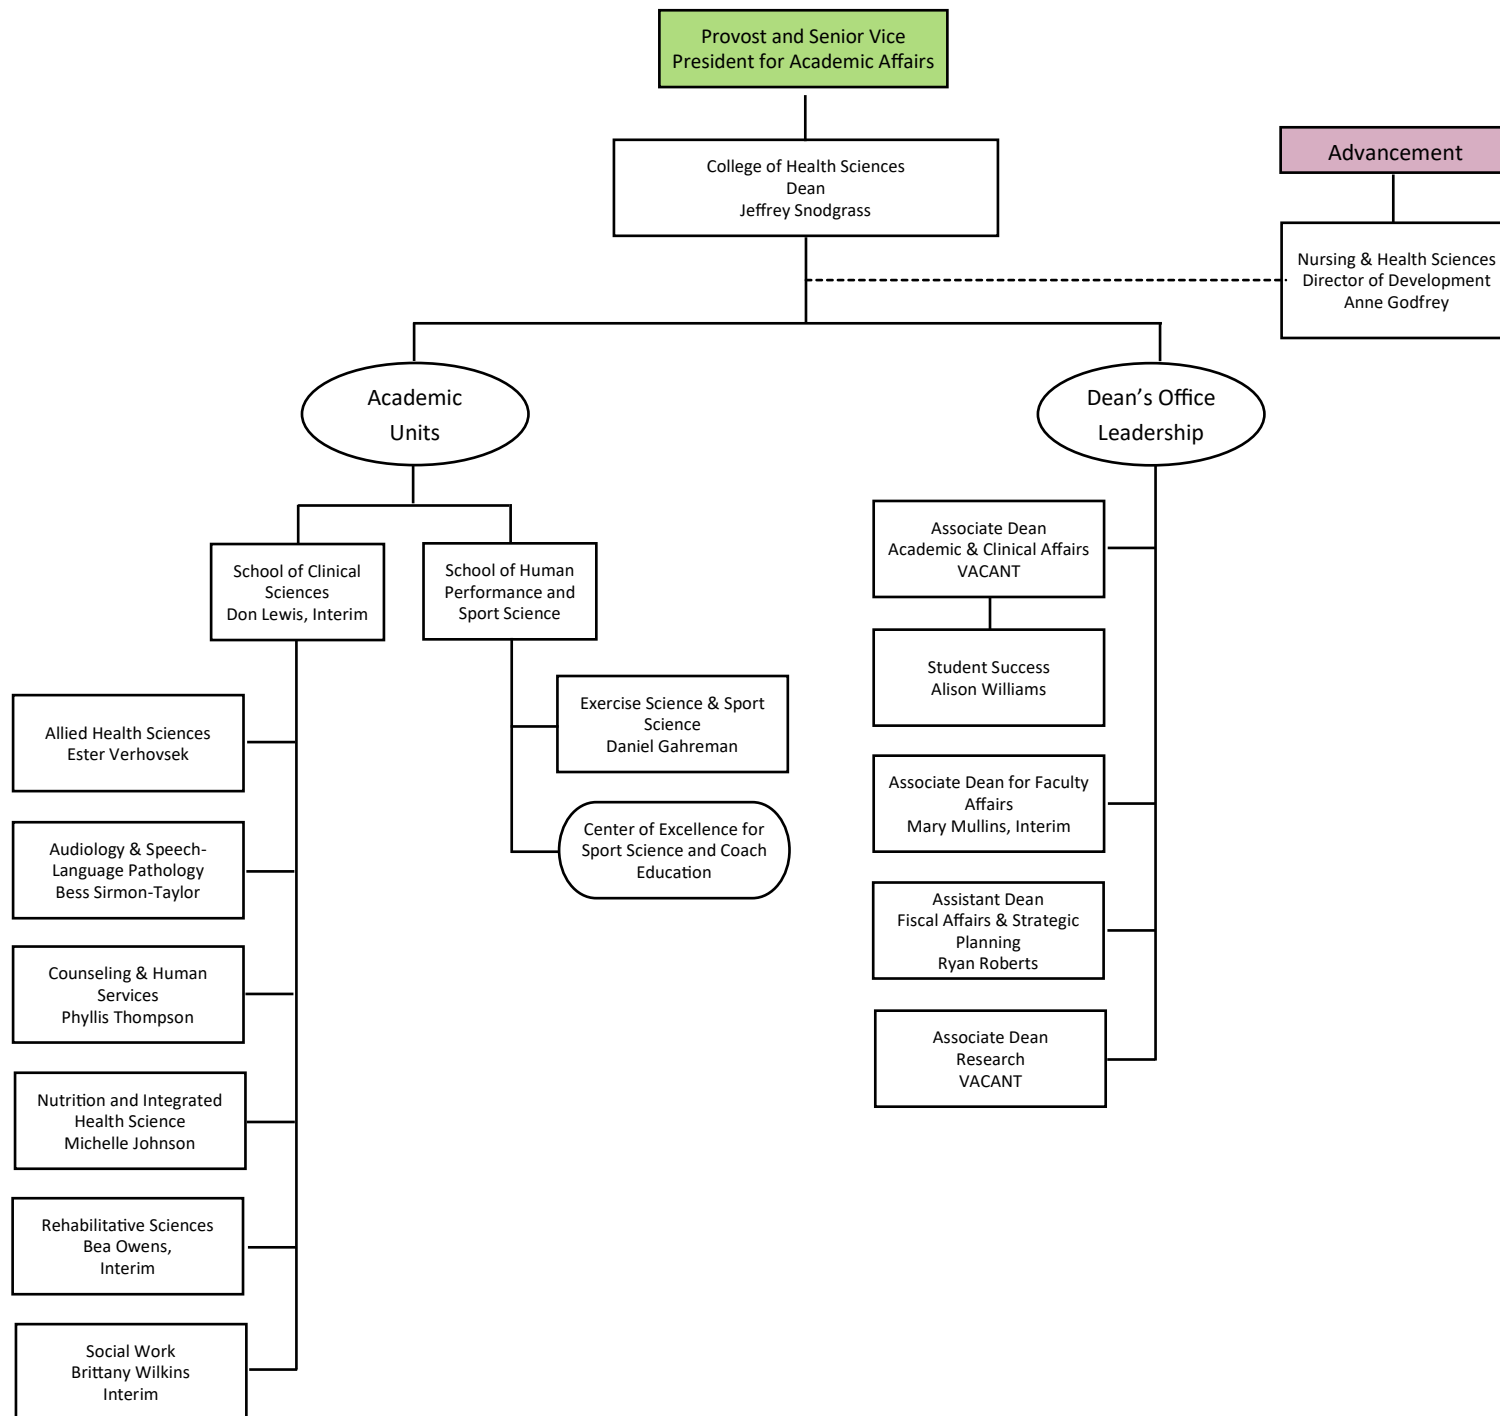 Provost and Senior Vice
President for Academic Affairs
College of Health Sciences
Dean
Jeffrey Snodgrass
Advancement
Nursing & Health Sciences
Director of Development
Anne Godfrey
Academic
Units
Dean’s Office
Leadership
School of Clinical
Sciences
Don Lewis, Interim
School of Human
Performance and
Sport Science
Allied Health Sciences
Ester Verhovsek
Audiology & Speech-
Language Pathology
Bess Sirmon-Taylor
Counseling & Human
Services
Phyllis Thompson
Nutrition and Integrated
Health Science
Michelle Johnson
Rehabilitative Sciences
Bea Owens,
Interim
Social Work
Brittany Wilkins
Interim
Exercise Science & Sport
Science
Daniel Gahreman
Center of Excellence for
Sport Science and Coach
Education
Associate Dean
Academic & Clinical Affairs
VACANT
Student Success
Alison Williams
Associate Dean for Faculty
Affairs
Mary Mullins, Interim
Assistant Dean
Fiscal Affairs & Strategic
Planning
Ryan Roberts
Associate Dean
Research
VACANT